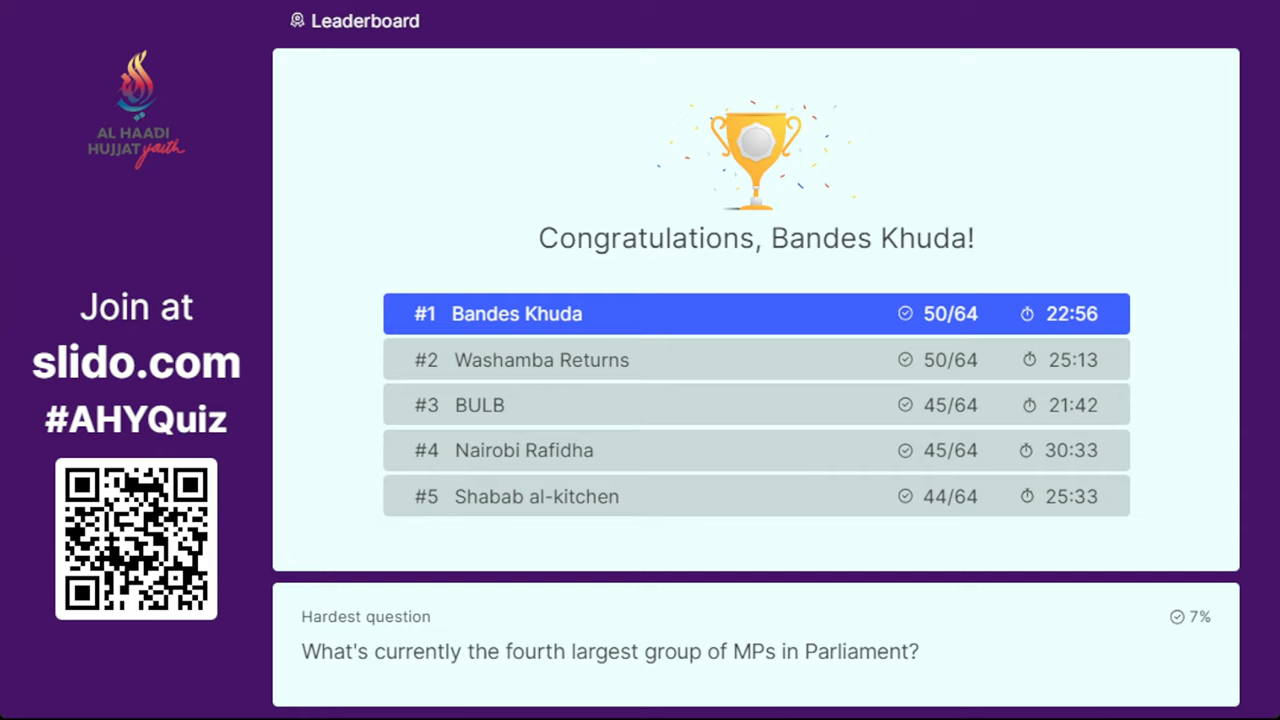 Leaderboard
AL HAADI
HUJJAT youth
Join at
slido.com
#AHYQuiz
Congratulations, Bandes Khuda!
#1 Bandes Khuda 50/64 22:56
#2 Washamba Returns 50/64 25:13
#3 BULB 45/64 21:42
#4 Nairobi Rafidha 45/64 30:33
#5 Shabab al-kitchen 44/64 25:33
Hardest question 7%
What's currently the fourth largest group of MPs in Parliament?